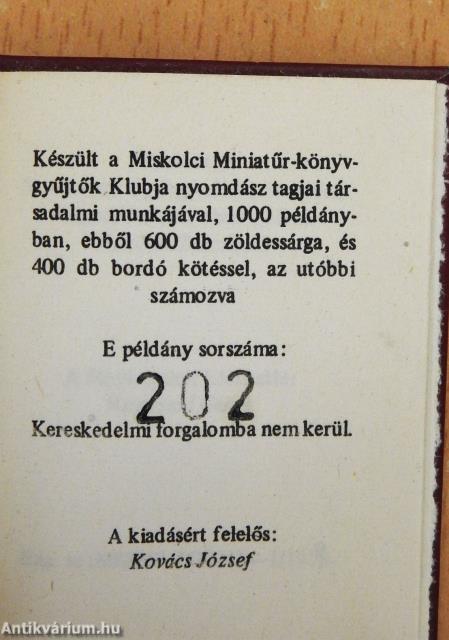 Készült a Miskolci Miniatűr-könyv-
gyűjtők Klubja nyomdász tagjai tár-
sadalmi munkájával, 1000 példány-
ban, ebből 600 db zöldessárga, és
400 db bordó kötéssel, az utóbbi
számozva
E példány sorszáma:
202
Kereskedelmi forgalomba nem kerül.
A kiadásért felelős:
Kovács József
Antikvárium.hu